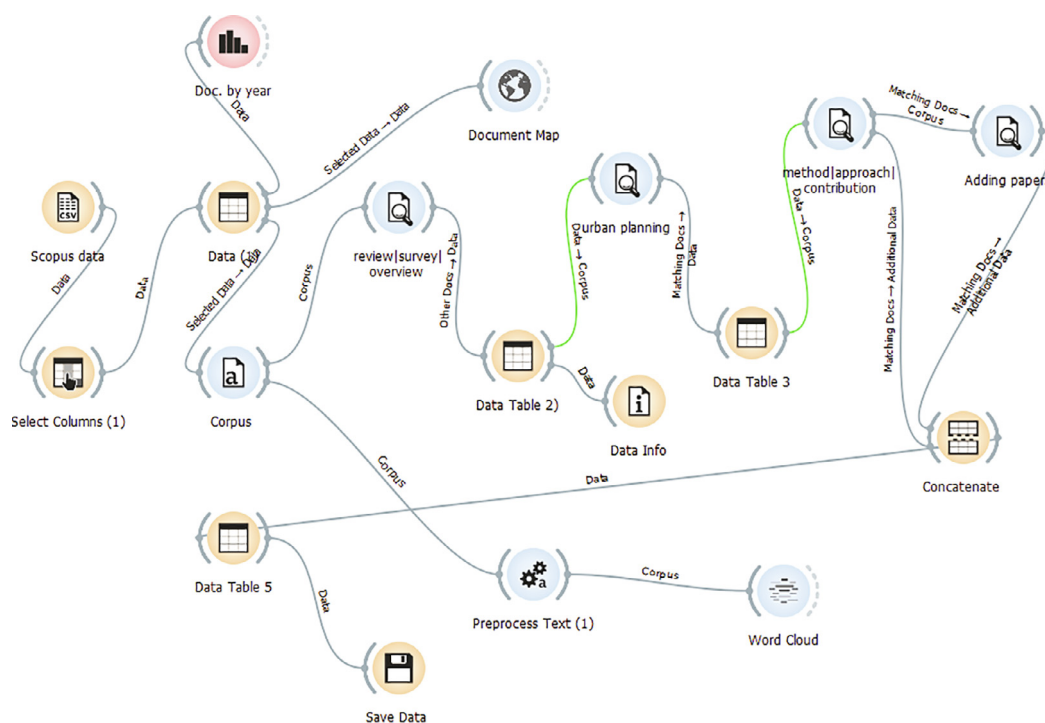 Doc. by year
Data
Selected Data → Data
Document Map
Matching Docs →
Corpus
method|approach|
contribution
Adding paper
CSV
Scopus data
Data
Data
Data (1)
Selected Data → Data
Corpus
review|survey|
overview
Other Docs → Data
Data → Corpus
urban planning
Matching Docs →
Data
Data → Corpus
Matching Docs → Additional Data
Matching Docs →
Additional Data
Select Columns (1)
a
Corpus
Data Table 2)
Data
i
Data Info
Data Table 3
Concatenate
Corpus
Data
Data Table 5
Data
a
Preprocess Text (1)
Corpus
Word Cloud
Save Data